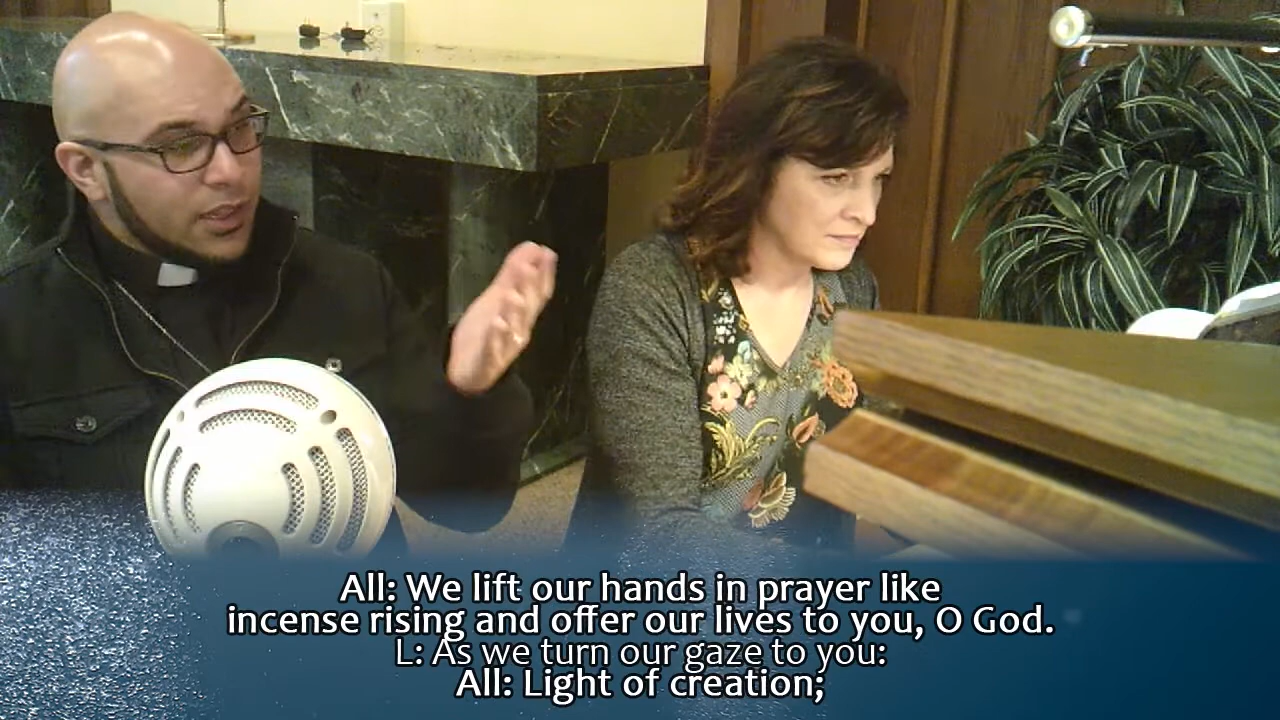 All: We lift our hands in prayer like
incense rising and offer our lives to you, O God.
L: As we turn our gaze to you:
All: Light of creation;